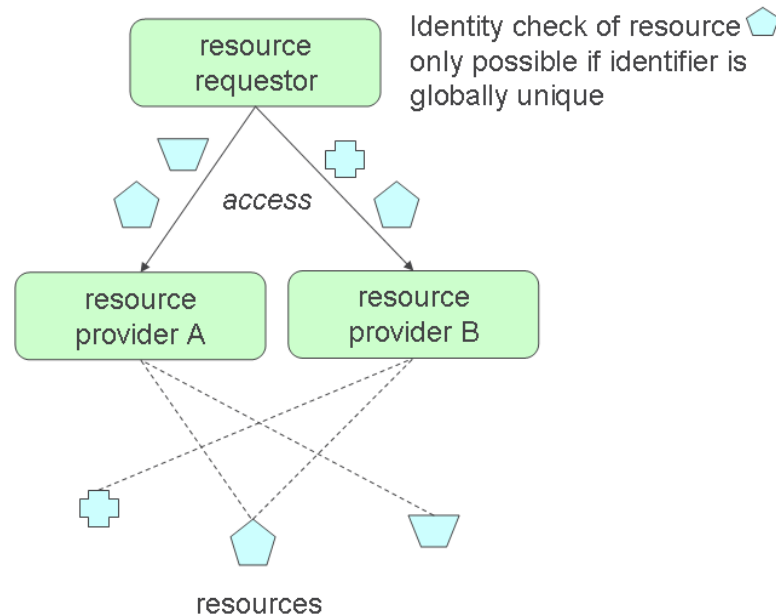 resource
requestor
Identity check of resource
only possible if identifier is
globally unique
access
resource
provider A
resource
provider B
resources